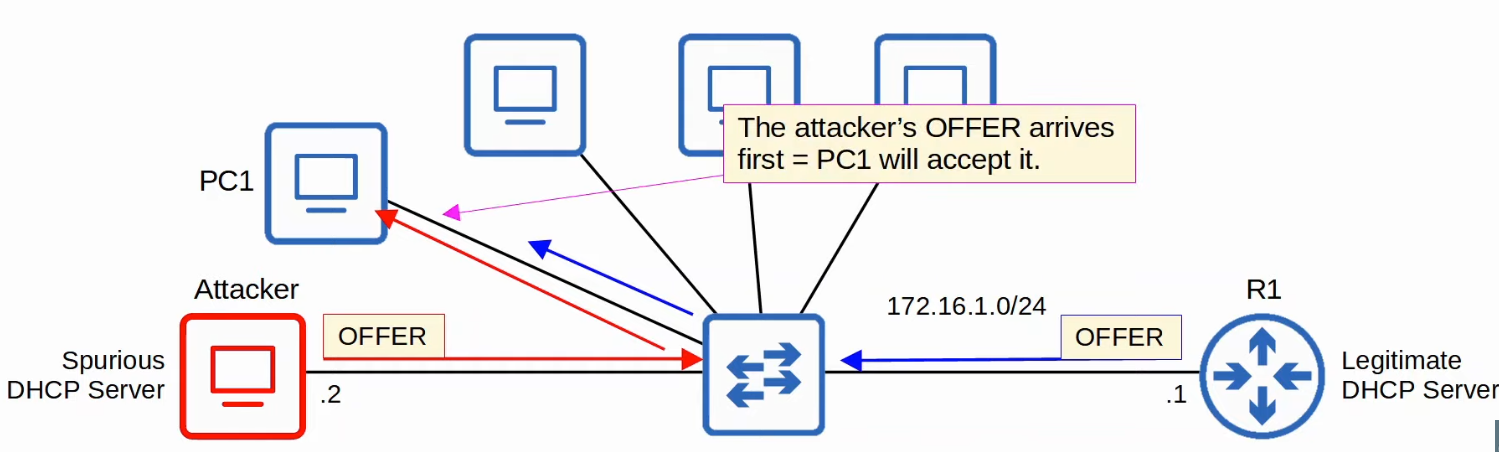 The attacker’s OFFER arrives
first = PC1 will accept it.
PC1
Attacker
172.16.1.0/24
R1
OFFER
OFFER
Spurious
DHCP Server
Legitimate
DHCP Server
.2
.1